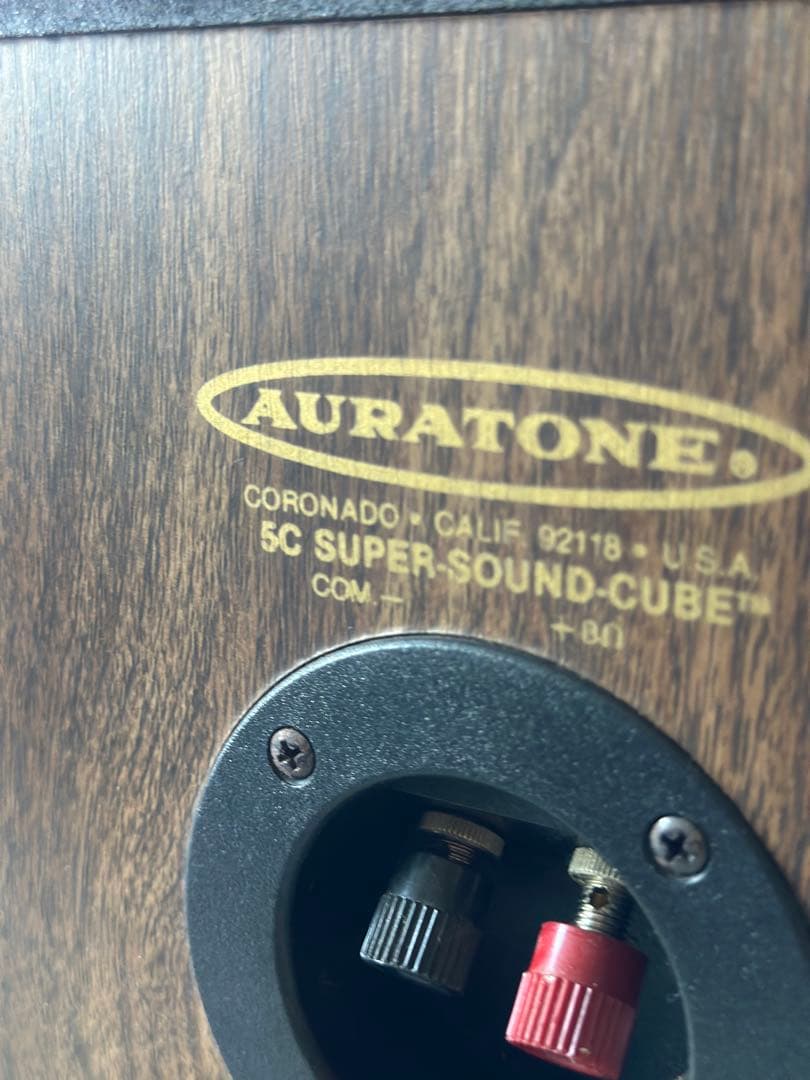 AURATONE®
CORONADO • CALIF. 92118 • U.S.A.
5C SUPER-SOUND-CUBE™
COM. –
+ 8Ω